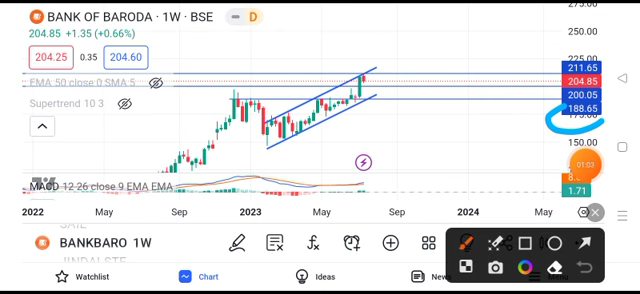 BANK OF BARODA · 1W · BSE
D
204.85 +1.35 (+0.66%)
204.25 0.35 204.60
EMA 50 close 0 SMA 5
Supertrend 10 3
275.00
250.00
225.00
211.65
204.85
200.05
188.65
175.00
150.00
01:03
1.71
MACD 12 26 close 9 EMA EMA
2022 May Sep 2023 May Sep 2024 May
BANKBARO 1W
JINDALSTE
Watchlist Chart Ideas News Menu